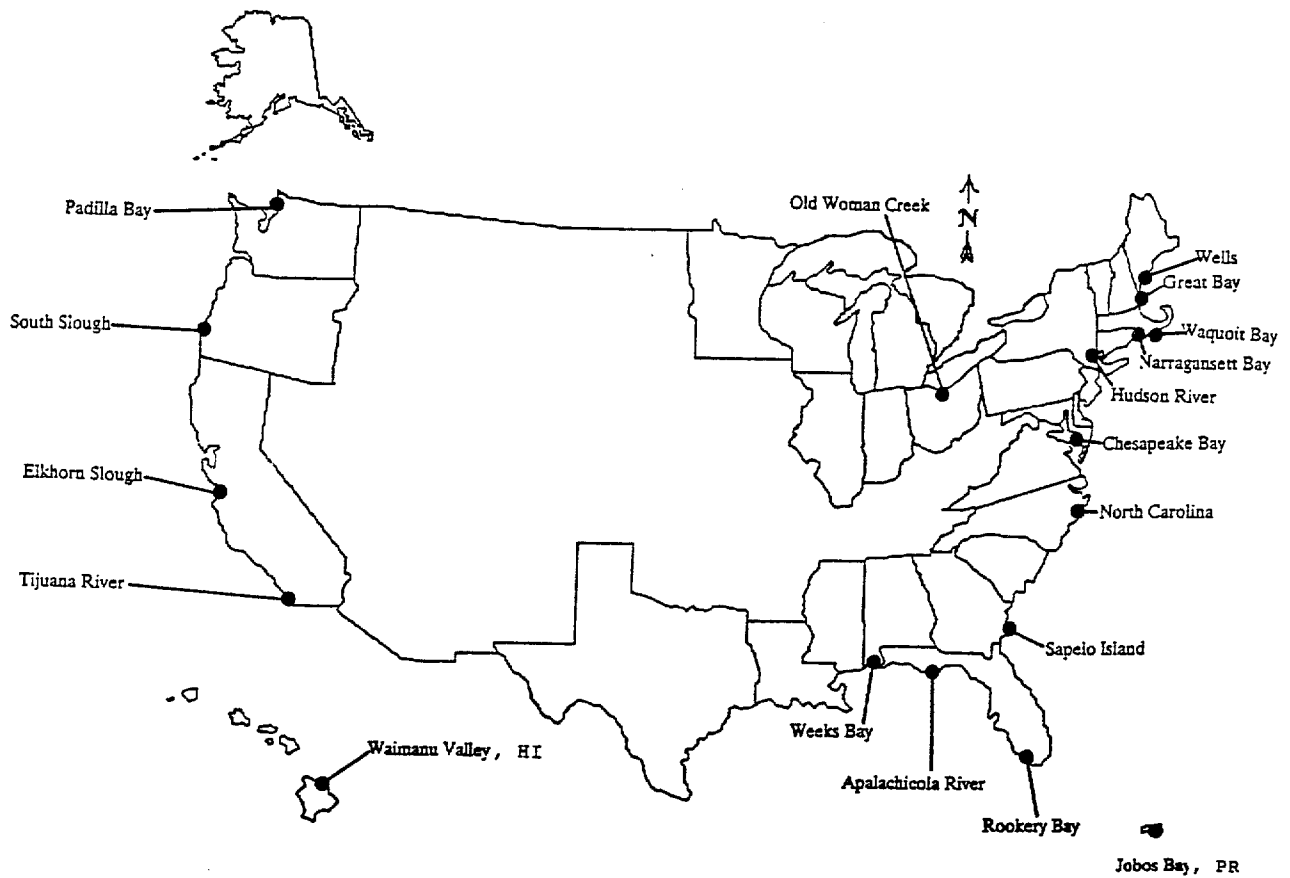 Old Woman Creek
N
Padilla Bay
Wells
Great Bay
South Slough
Waquoit Bay
Narragansett Bay
Hudson River
Chesapeake Bay
Elkhorn Slough
North Carolina
Tijuana River
Sapelo Island
Weeks Bay
Waimanu Valley, HI
Apalachicola River
Rookery Bay
Jobos Bay, PR